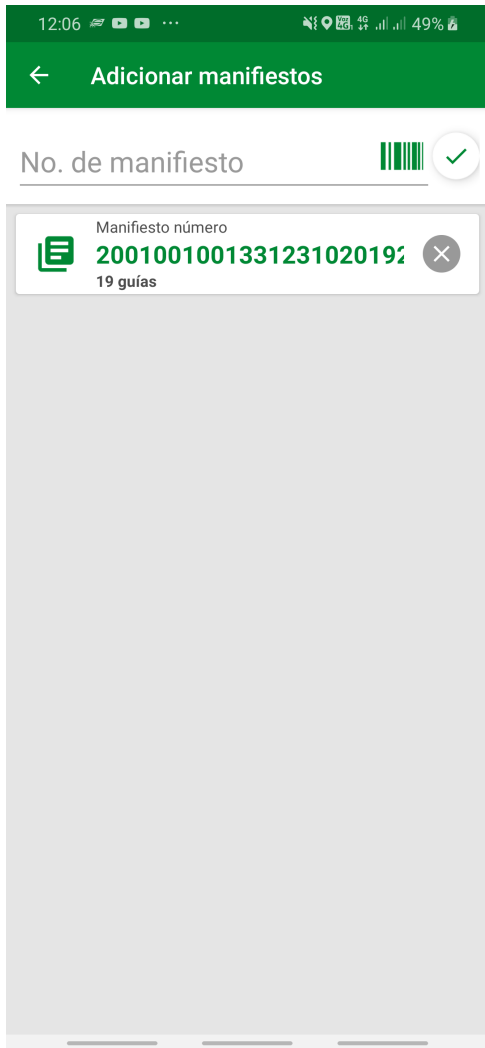 12:06 49%
Adicionar manifiestos
No. de manifiesto
Manifiesto número
2001001001331231020192
19 guías